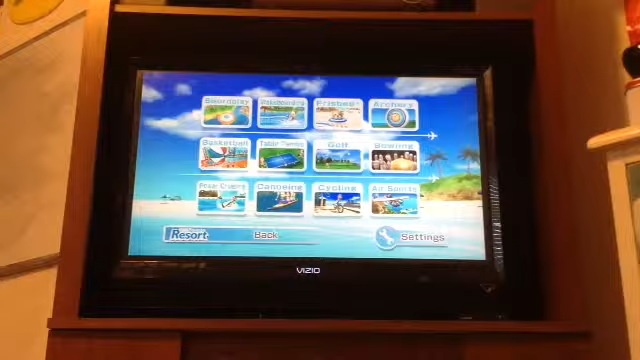 Swordplay Wakeboarding Frisbee Archery
Basketball Table Tennis Golf Bowling
Power Cruising Canoeing Cycling Air Sports
Resort Back Settings
VIZIO